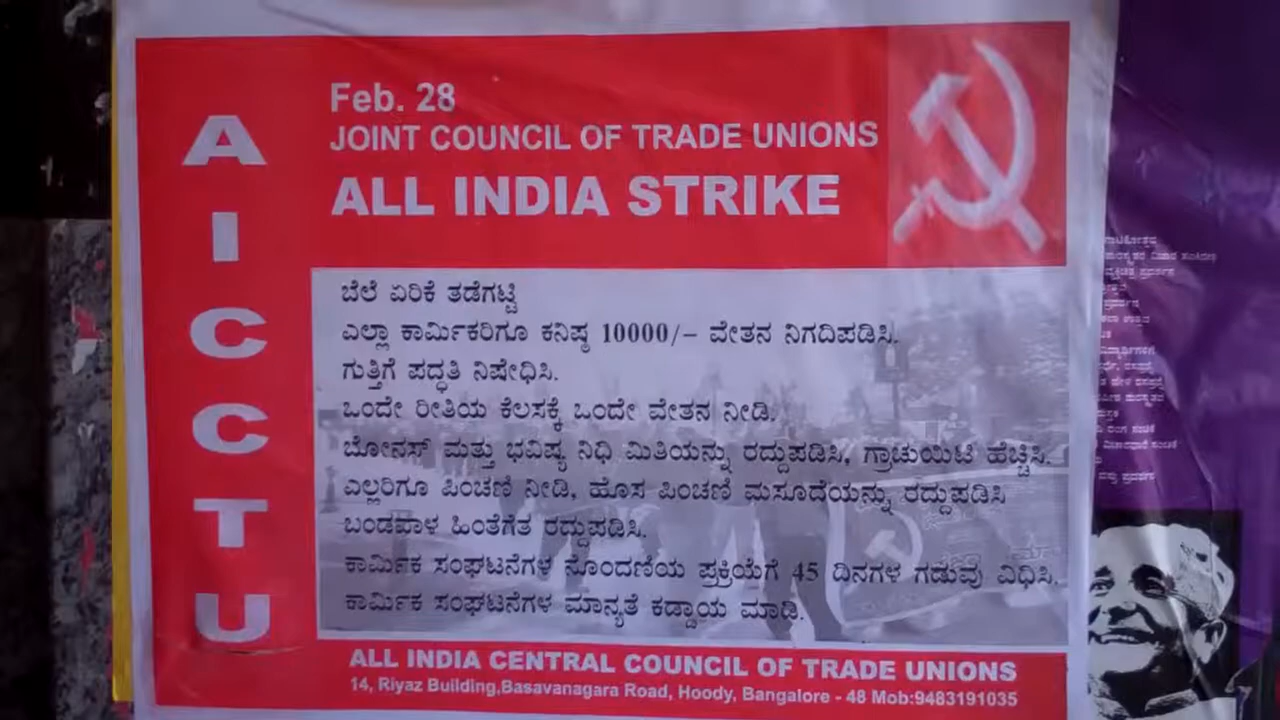 AICCTU
Feb. 28
JOINT COUNCIL OF TRADE UNIONS
ALL INDIA STRIKE
ಬೆಲೆ ಏರಿಕೆ ತಡೆಗಟ್ಟಿ
ಎಲ್ಲಾ ಕಾರ್ಮಿಕರಿಗೂ ಕನಿಷ್ಠ 10000/– ವೇತನ ನಿಗದಿಪಡಿಸಿ.
ಗುತ್ತಿಗೆ ಪದ್ಧತಿ ನಿಷೇಧಿಸಿ.
ಒಂದೇ ರೀತಿಯ ಕೆಲಸಕ್ಕೆ ಒಂದೇ ವೇತನ ನೀಡಿ.
ಬೋನಸ್ ಮತ್ತು ಭವಿಷ್ಯ ನಿಧಿ ಮಿತಿಯನ್ನು ರದ್ದುಪಡಿಸಿ, ಗ್ರಾಚುಯಿಟಿ ಹೆಚ್ಚಿಸಿ.
ಎಲ್ಲರಿಗೂ ಪಿಂಚಣಿ ನೀಡಿ, ಹೊಸ ಪಿಂಚಣಿ ಮಸೂದೆಯನ್ನು ರದ್ದುಪಡಿಸಿ
ಬಂಡವಾಳ ಹಿಂತೆಗೆತ ರದ್ದುಪಡಿಸಿ.
ಕಾರ್ಮಿಕ ಸಂಘಟನೆಗಳ ನೊಂದಣಿಯ ಪ್ರಕ್ರಿಯೆಗೆ 45 ದಿನಗಳ ಗಡುವು ವಿಧಿಸಿ.
ಕಾರ್ಮಿಕ ಸಂಘಟನೆಗಳ ಮಾನ್ಯತೆ ಕಡ್ಡಾಯ ಮಾಡಿ.
ALL INDIA CENTRAL COUNCIL OF TRADE UNIONS
14, Riyaz Building,Basavanagara Road, Hoody, Bangalore - 48 Mob:9483191035